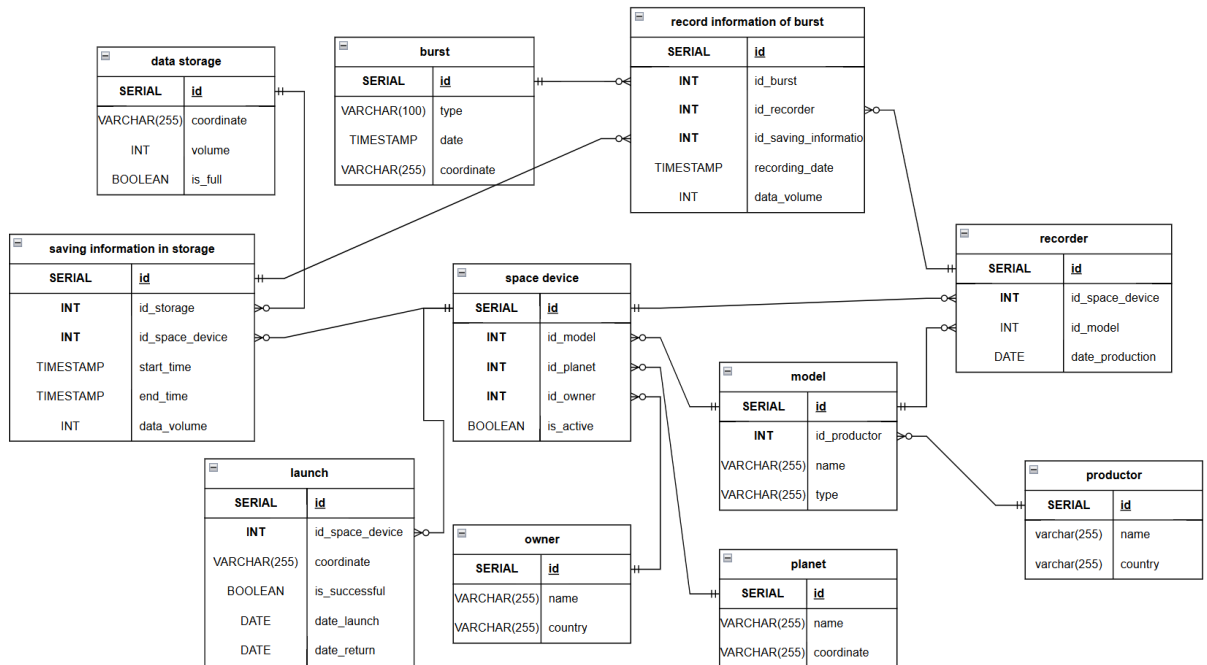 data storage
SERIAL id
VARCHAR(255) coordinate
INT volume
BOOLEAN is_full
burst
SERIAL id
VARCHAR(100) type
TIMESTAMP date
VARCHAR(255) coordinate
record information of burst
SERIAL id
INT id_burst
INT id_recorder
INT id_saving_informatio
TIMESTAMP recording_date
INT data_volume
saving information in storage
SERIAL id
INT id_storage
INT id_space_device
TIMESTAMP start_time
TIMESTAMP end_time
INT data_volume
space device
SERIAL id
INT id_model
INT id_planet
INT id_owner
BOOLEAN is_active
recorder
SERIAL id
INT id_space_device
INT id_model
DATE date_production
model
SERIAL id
INT id_productor
VARCHAR(255) name
VARCHAR(255) type
launch
SERIAL id
INT id_space_device
VARCHAR(255) coordinate
BOOLEAN is_successful
DATE date_launch
DATE date_return
owner
SERIAL id
VARCHAR(255) name
VARCHAR(255) country
planet
SERIAL id
VARCHAR(255) name
VARCHAR(255) coordinate
productor
SERIAL id
varchar(255) name
varchar(255) country